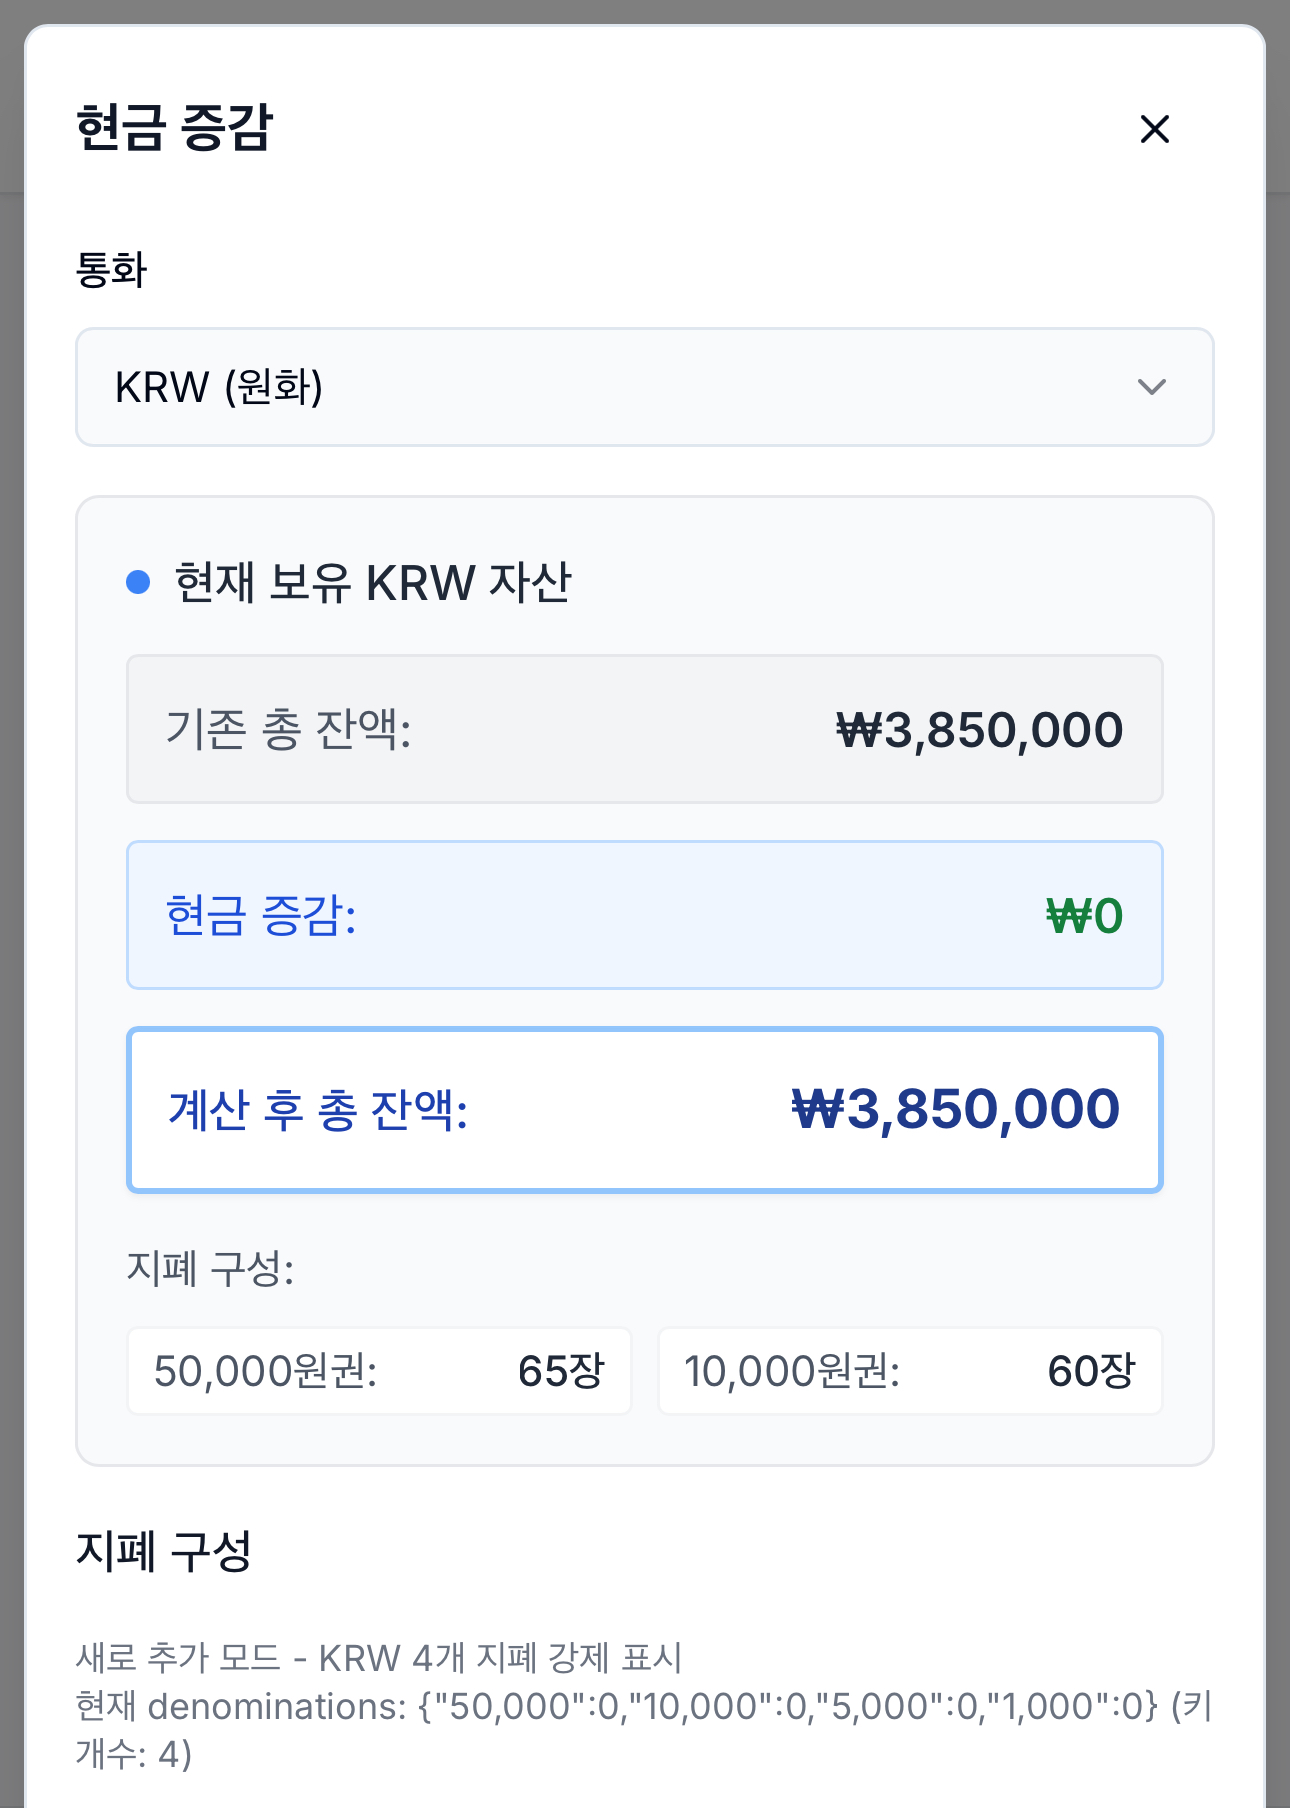 현금 증감
통화
KRW (원화)
현재 보유 KRW 자산
기존 총 잔액: ₩3,850,000
현금 증감: ₩0
계산 후 총 잔액: ₩3,850,000
지폐 구성:
50,000원권: 65장 10,000원권: 60장
지폐 구성
새로 추가 모드 - KRW 4개 지폐 강제 표시
현재 denominations: {"50,000":0,"10,000":0,"5,000":0,"1,000":0} (키
개수: 4)